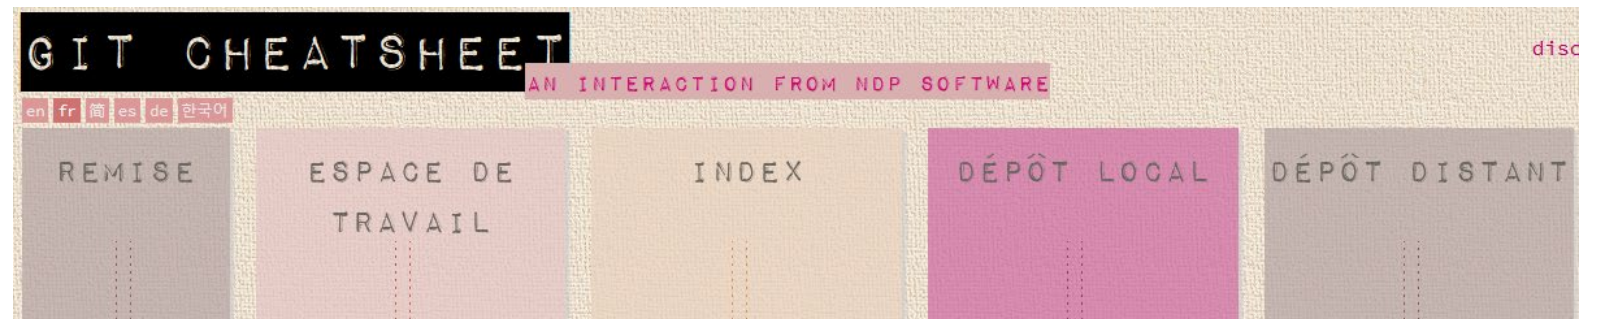 GIT CHEATSHEET
AN INTERACTION FROM NDP SOFTWARE
disc
en fr 简 es de 한국어
REMISE
ESPACE DE
TRAVAIL
INDEX
DÉPÔT LOCAL
DÉPÔT DISTANT